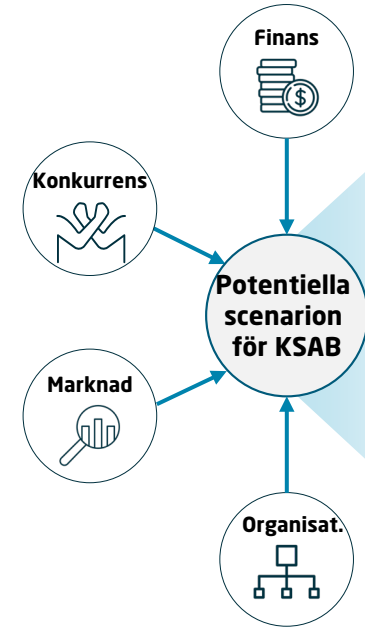 Finans
$
Konkurrens
Potentiella
scenarion
för KSAB
Marknad
Organisat.